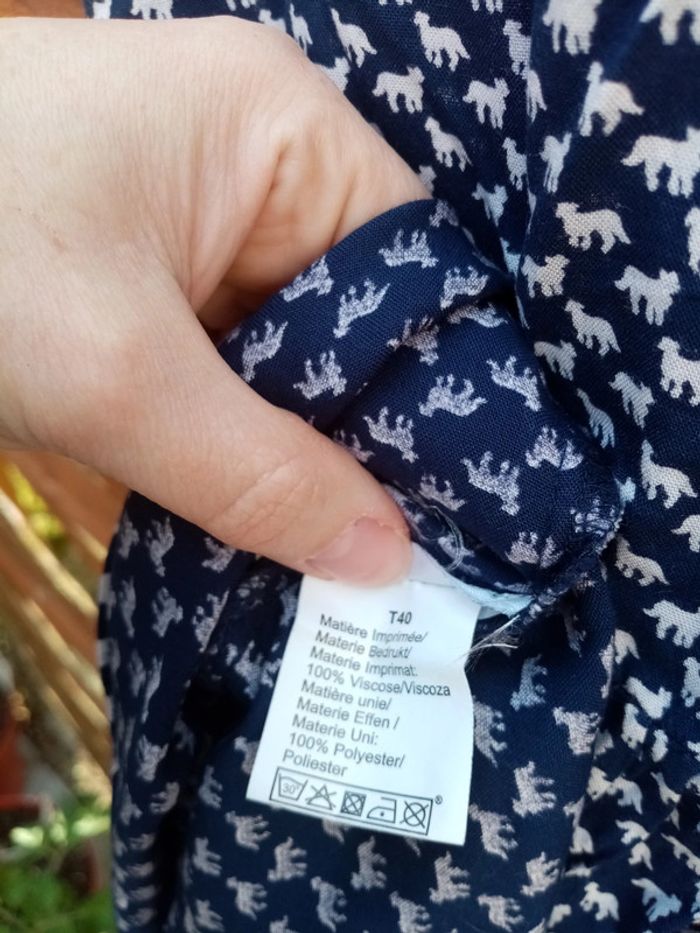 T40
Matière Imprimée/
Materie Bedrukt/
Materie Imprimat:
100% Viscose/Viscoza
Matière unie/
Materie Effen /
Materie Uni:
100% Polyester/
Poliester
30°
®